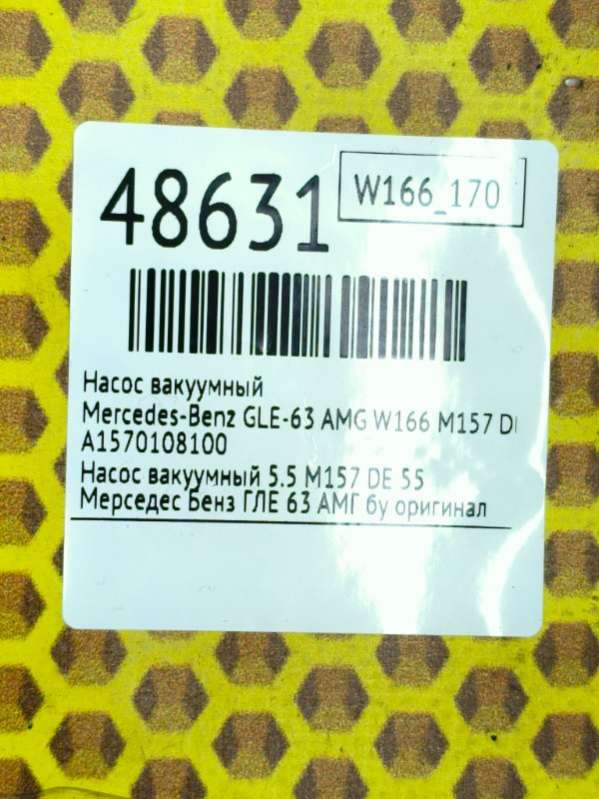 48631
W166_170
Насос вакуумный
Mercedes-Benz GLE-63 AMG W166 M157
A1570108100
Насос вакуумный 5.5 M157 DE 55
Мерседес Бенз ГЛЕ 63 АМГ бу оригинал